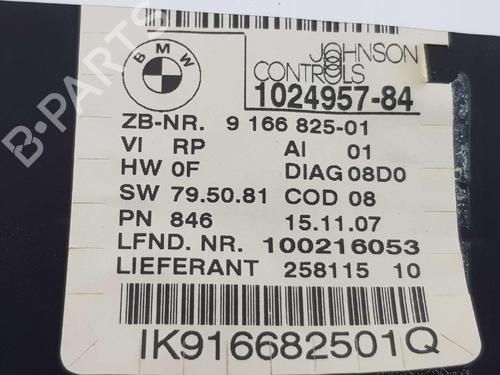 BMW
JOHNSON
CONTROLS
1024957-84
ZB-NR. 9 166 825-01
VI RP AI 01
HW 0F DIAG 08D0
SW 79.50.81 COD 08
PN 846 15.11.07
LFND. NR. 100216053
LIEFERANT 258115 10
IK916682501Q
B-PARTS